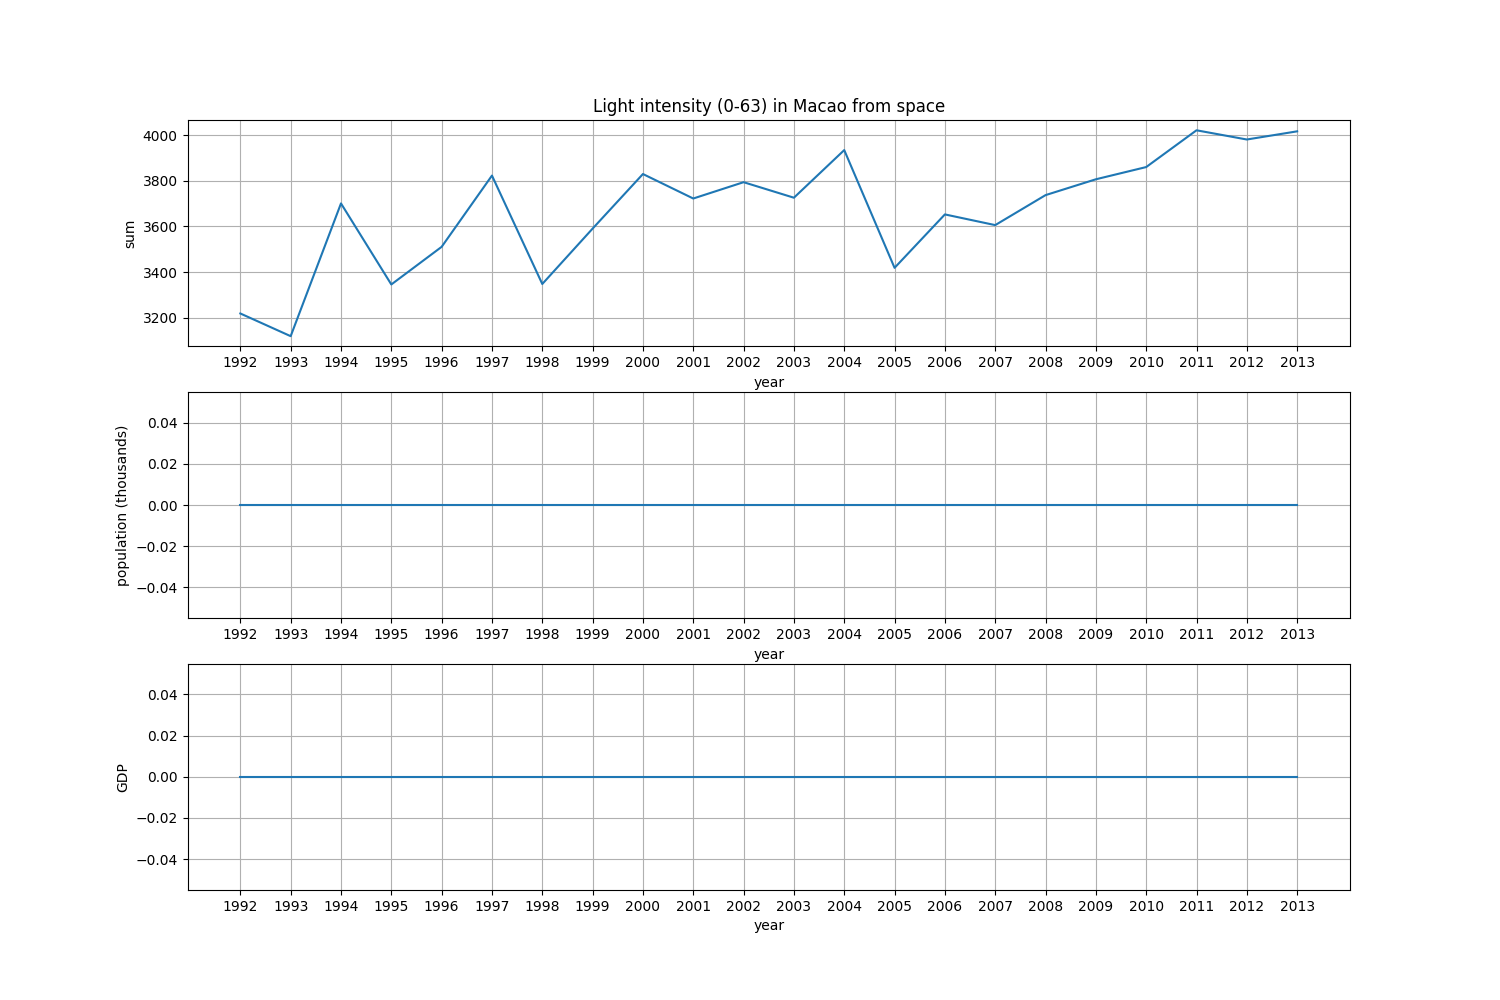 Light intensity (0-63) in Macao from space
4000
3800
3600
3400
3200
sum
1992 1993 1994 1995 1996 1997 1998 1999 2000 2001 2002 2003 2004 2005 2006 2007 2008 2009 2010 2011 2012 2013
year
0.04
0.02
0.00
−0.02
−0.04
population (thousands)
1992 1993 1994 1995 1996 1997 1998 1999 2000 2001 2002 2003 2004 2005 2006 2007 2008 2009 2010 2011 2012 2013
year
0.04
0.02
0.00
−0.02
−0.04
GDP
1992 1993 1994 1995 1996 1997 1998 1999 2000 2001 2002 2003 2004 2005 2006 2007 2008 2009 2010 2011 2012 2013
year